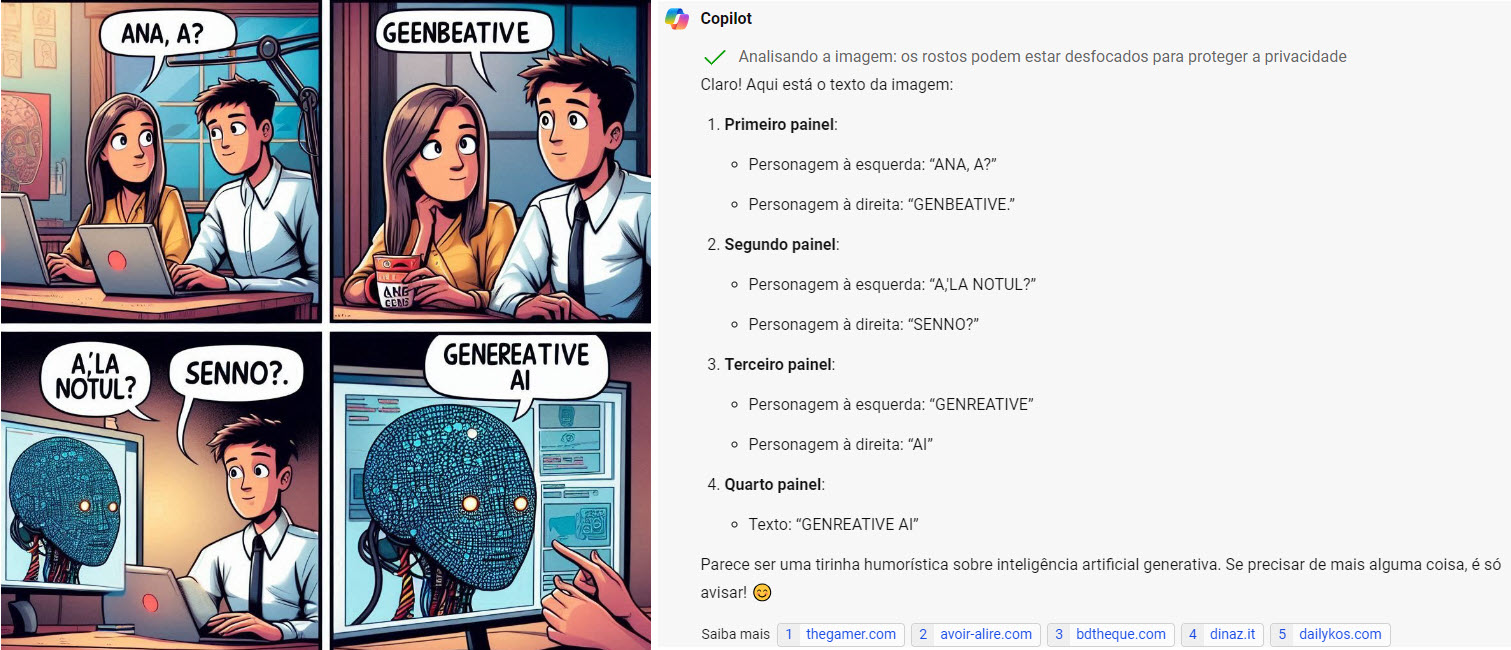 ANA, A?
GEENBEATIVE
A,'LA
NOTUL?
SENNO?.
GENEREATIVE
AI
Copilot
Analisando a imagem: os rostos podem estar desfocados para proteger a privacidade
Claro! Aqui está o texto da imagem:
1. Primeiro painel:
Personagem à esquerda: “ANA, A?”
Personagem à direita: “GENBEATIVE.”
2. Segundo painel:
Personagem à esquerda: “A,'LA NOTUL?”
Personagem à direita: “SENNO?”
3. Terceiro painel:
Personagem à esquerda: “GENREATIVE”
Personagem à direita: “AI”
4. Quarto painel:
Texto: “GENREATIVE AI”
Parece ser uma tirinha humorística sobre inteligência artificial generativa. Se precisar de mais alguma coisa, é só
avisar! 😊
Saiba mais 1 thegamer.com 2 avoir-alire.com 3 bdtheque.com 4 dinaz.it 5 dailykos.com